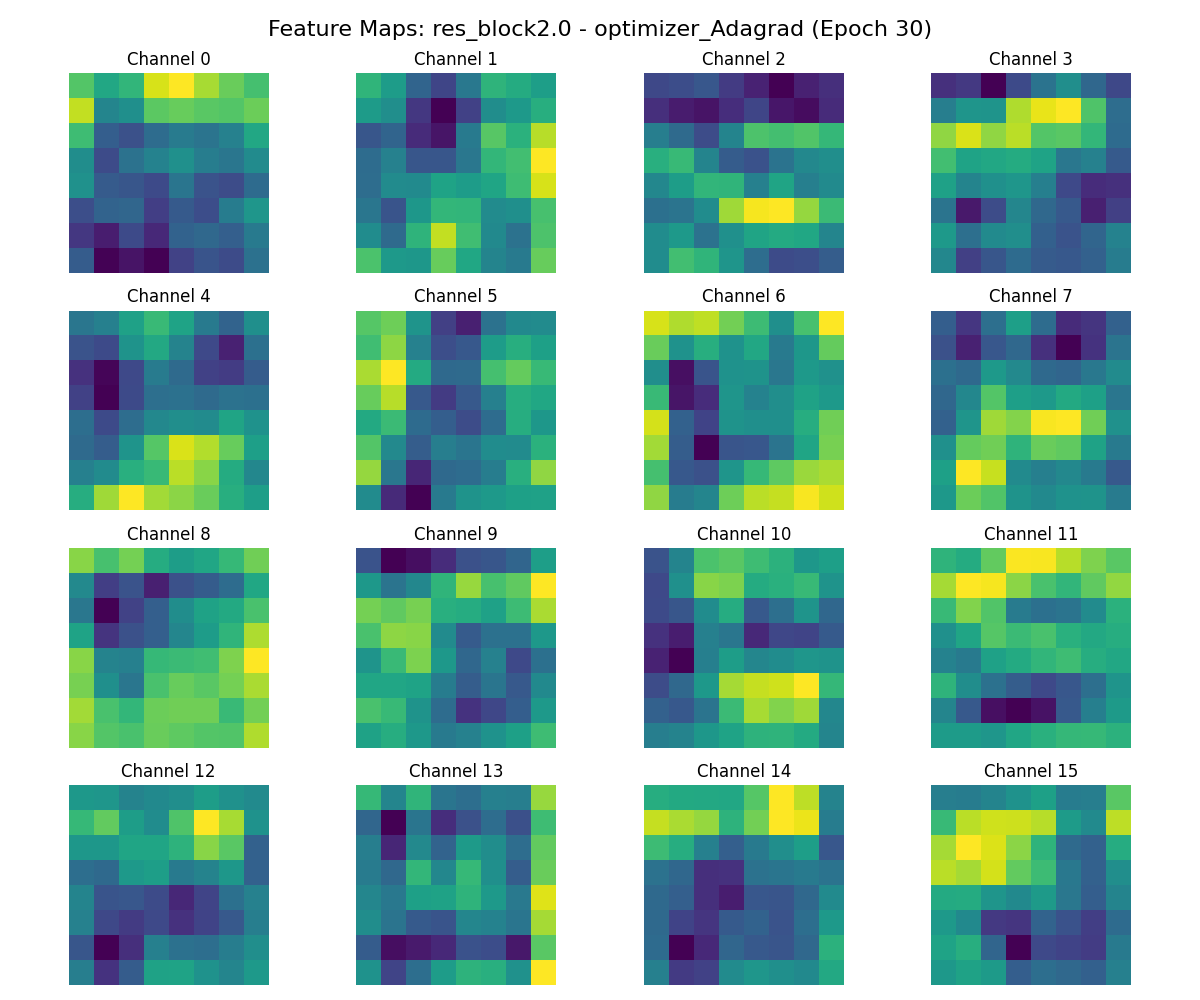 Feature Maps: res_block2.0 - optimizer_Adagrad (Epoch 30)
Channel 0
Channel 1
Channel 2
Channel 3
Channel 4
Channel 5
Channel 6
Channel 7
Channel 8
Channel 9
Channel 10
Channel 11
Channel 12
Channel 13
Channel 14
Channel 15